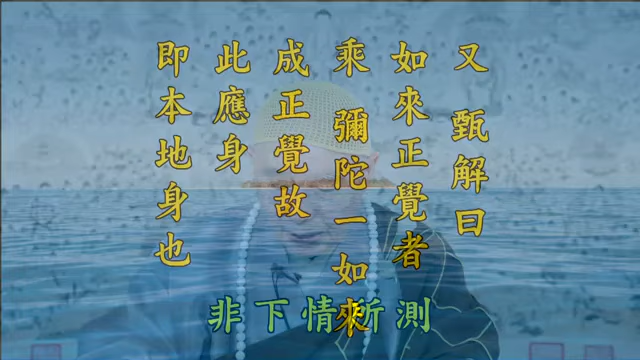 又 甄解曰
如來正覺者
乘 彌陀一如來
成正覺故
此應身
即本地身也
非下情所測